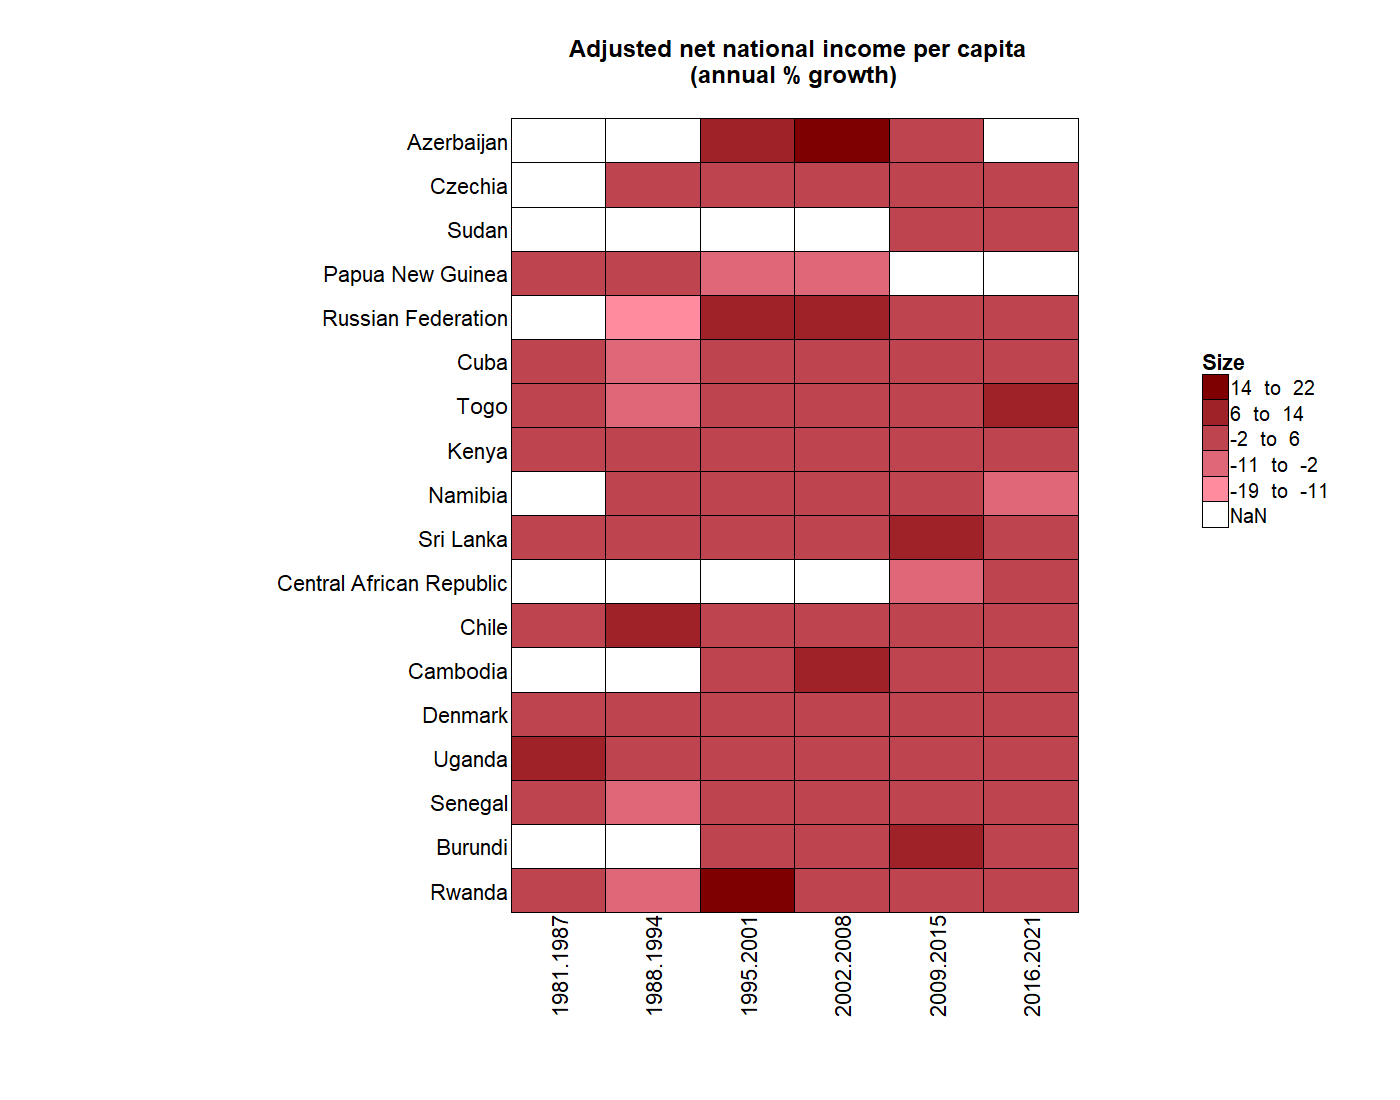 Adjusted net national income per capita
(annual % growth)
Azerbaijan
Czechia
Sudan
Papua New Guinea
Russian Federation
Cuba
Togo
Kenya
Namibia
Sri Lanka
Central African Republic
Chile
Cambodia
Denmark
Uganda
Senegal
Burundi
Rwanda
1981.1987
1988.1994
1995.2001
2002.2008
2009.2015
2016.2021
Size
14 to 22
6 to 14
-2 to 6
-11 to -2
-19 to -11
NaN